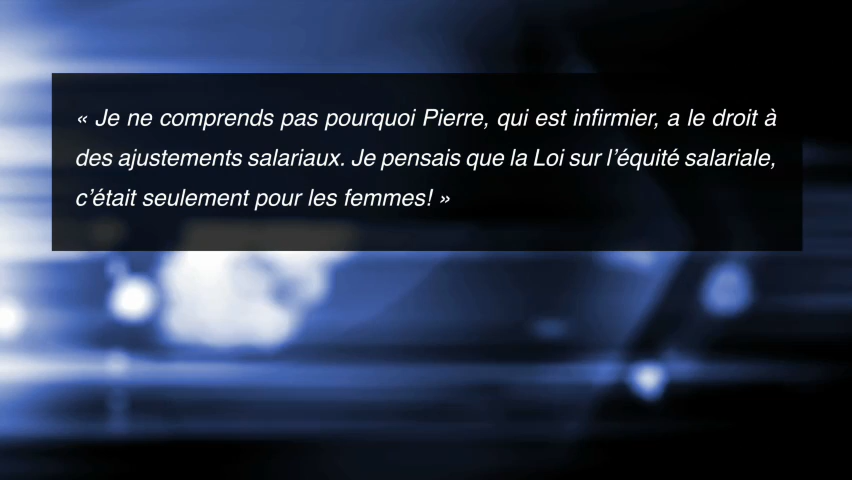 « Je ne comprends pas pourquoi Pierre, qui est infirmier, a le droit à
des ajustements salariaux. Je pensais que la Loi sur l’équité salariale,
c’était seulement pour les femmes! »